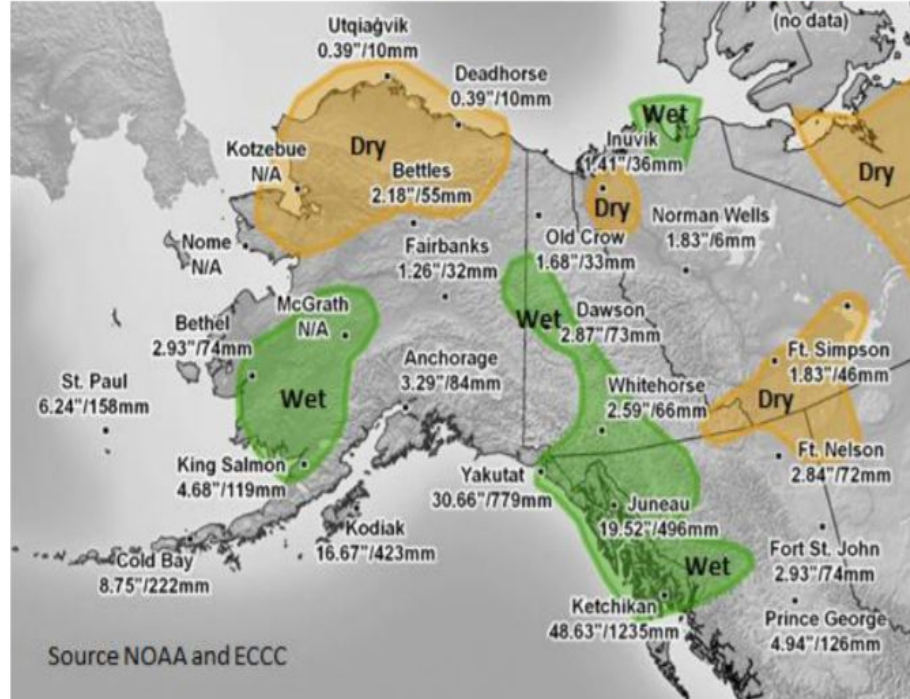 (no data)
Utqiaġvik
0.39"/10mm
Deadhorse
0.39"/10mm
Wet
Inuvik
1.41"/36mm
Kotzebue
N/A
Dry
Bettles
2.18"/55mm
Dry
Dry
Norman Wells
1.83"/6mm
Nome
N/A
Fairbanks
1.26"/32mm
Old Crow
1.68"/33mm
McGrath
N/A
Bethel
2.93"/74mm
Wet
Dawson
2.87"/73mm
Anchorage
3.29"/84mm
Ft. Simpson
1.83"/46mm
St. Paul
6.24"/158mm
Wet
Whitehorse
2.59"/66mm
Dry
King Salmon
4.68"/119mm
Yakutat
30.66"/779mm
Ft. Nelson
2.84"/72mm
Juneau
19.52"/496mm
Kodiak
16.67"/423mm
Cold Bay
8.75"/222mm
Wet
Fort St. John
2.93"/74mm
Ketchikan
48.63"/1235mm
Prince George
4.94"/126mm
Source NOAA and ECCC